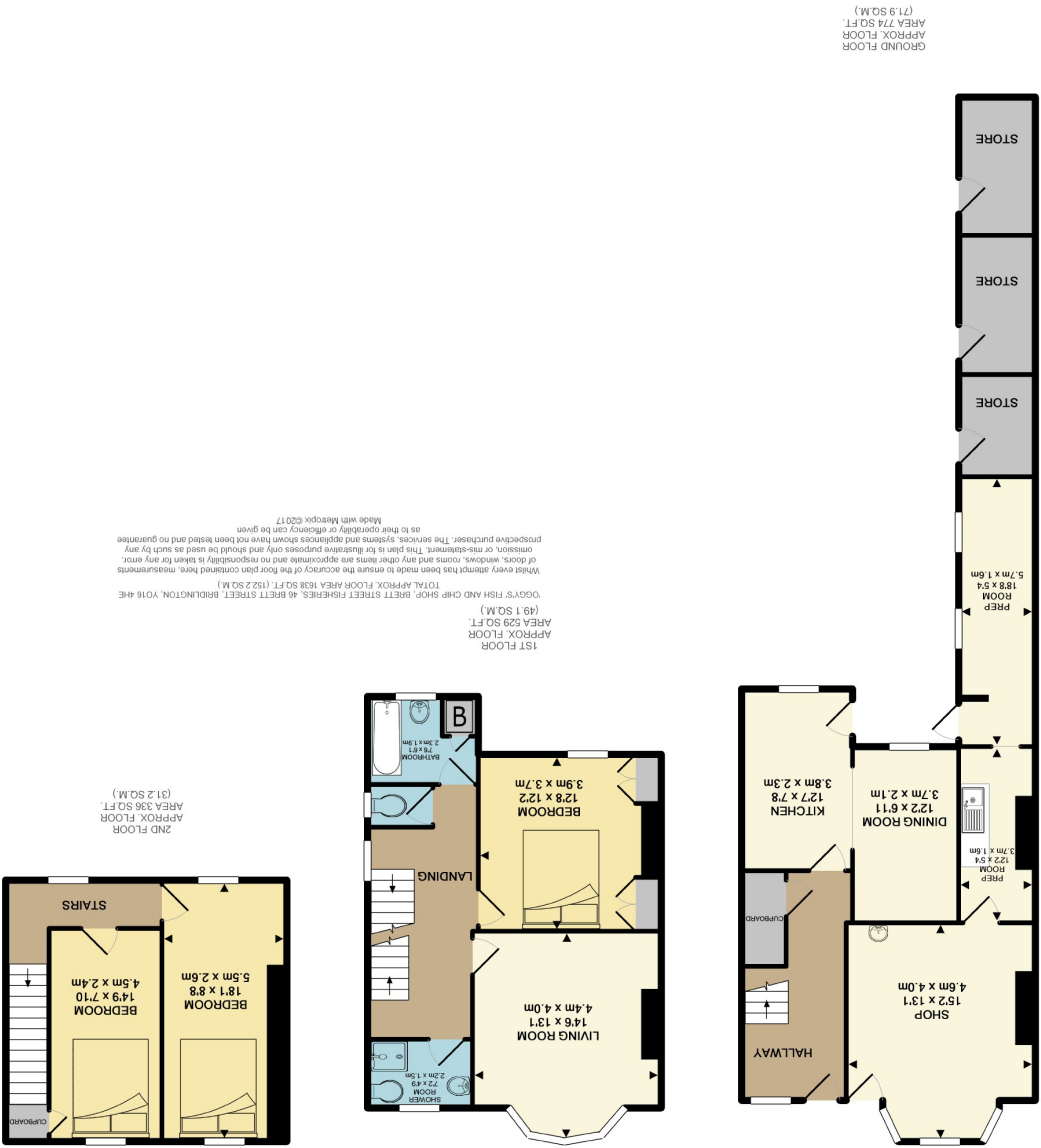 SHOP
15'2 x 13'1
4.6m x 4.0m
HALLWAY
CUPBOARD
PREP
ROOM
12'2 x 5'4
3.7m x 1.6m
DINING ROOM
12'2 x 6'11
3.7m x 2.1m
KITCHEN
12'7 x 7'8
3.8m x 2.3m
PREP
ROOM
18'8 x 5'4
5.7m x 1.6m
STORE
STORE
STORE
GROUND FLOOR
APPROX. FLOOR
AREA 774 SQ.FT.
(71.9 SQ.M.)
SHOWER
ROOM
7'2 x 4'9
2.2m x 1.5m
LIVING ROOM
14'6 x 13'1
4.4m x 4.0m
LANDING
BEDROOM
12'8 x 12'2
3.9m x 3.7m
BATHROOM
7'6 x 6'1
2.3m x 1.9m
B
1ST FLOOR
APPROX. FLOOR
AREA 529 SQ.FT.
(49.1 SQ.M.)
CUPBOARD
BEDROOM
18'1 x 8'8
5.5m x 2.6m
BEDROOM
14'9 x 7'10
4.5m x 2.4m
STAIRS
2ND FLOOR
APPROX. FLOOR
AREA 336 SQ.FT.
(31.2 SQ.M.)
'OGGYS' FISH AND CHIP SHOP, BRETT STREET FISHERIES, 46 BRETT STREET, BRIDLINGTON, YO16 4HE
TOTAL APPROX. FLOOR AREA 1638 SQ.FT. (152.2 SQ.M.)
Whilst every attempt has been made to ensure the accuracy of the floor plan contained here, measurements
of doors, windows, rooms and any other items are approximate and no responsibility is taken for any error,
omission, or mis-statement. This plan is for illustrative purposes only and should be used as such by any
prospective purchaser. The services, systems and appliances shown have not been tested and no guarantee
as to their operability or efficiency can be given
Made with Metropix ©2017